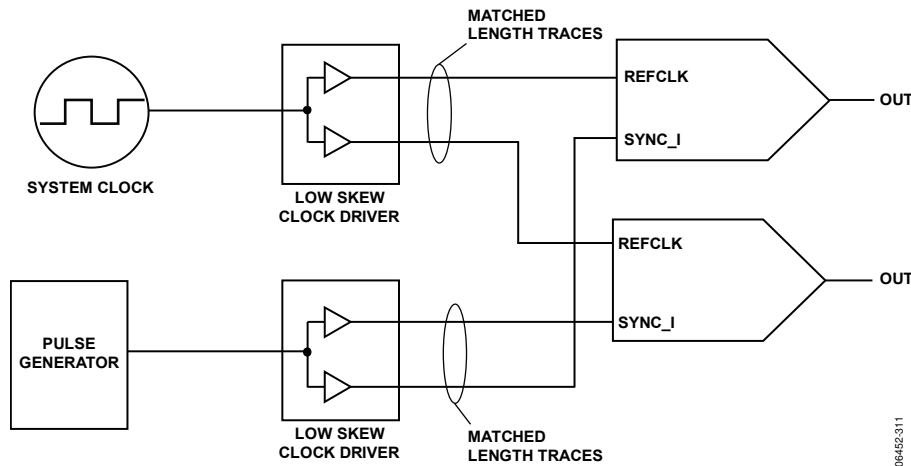 MATCHED
LENGTH TRACES
REFCLK
OUT
SYNC_I
SYSTEM CLOCK
LOW SKEW
CLOCK DRIVER
REFCLK
OUT
SYNC_I
PULSE
GENERATOR
LOW SKEW
CLOCK DRIVER
MATCHED
LENGTH TRACES
06452-311